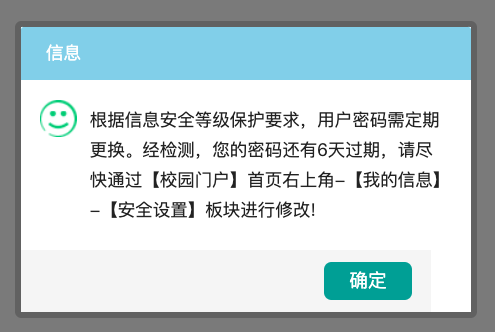 信息
根据信息安全等级保护要求，用户密码需定期
更换。经检测，您的密码还有6天过期，请尽
快通过【校园门户】首页右上角-【我的信息】
-【安全设置】板块进行修改!
确定